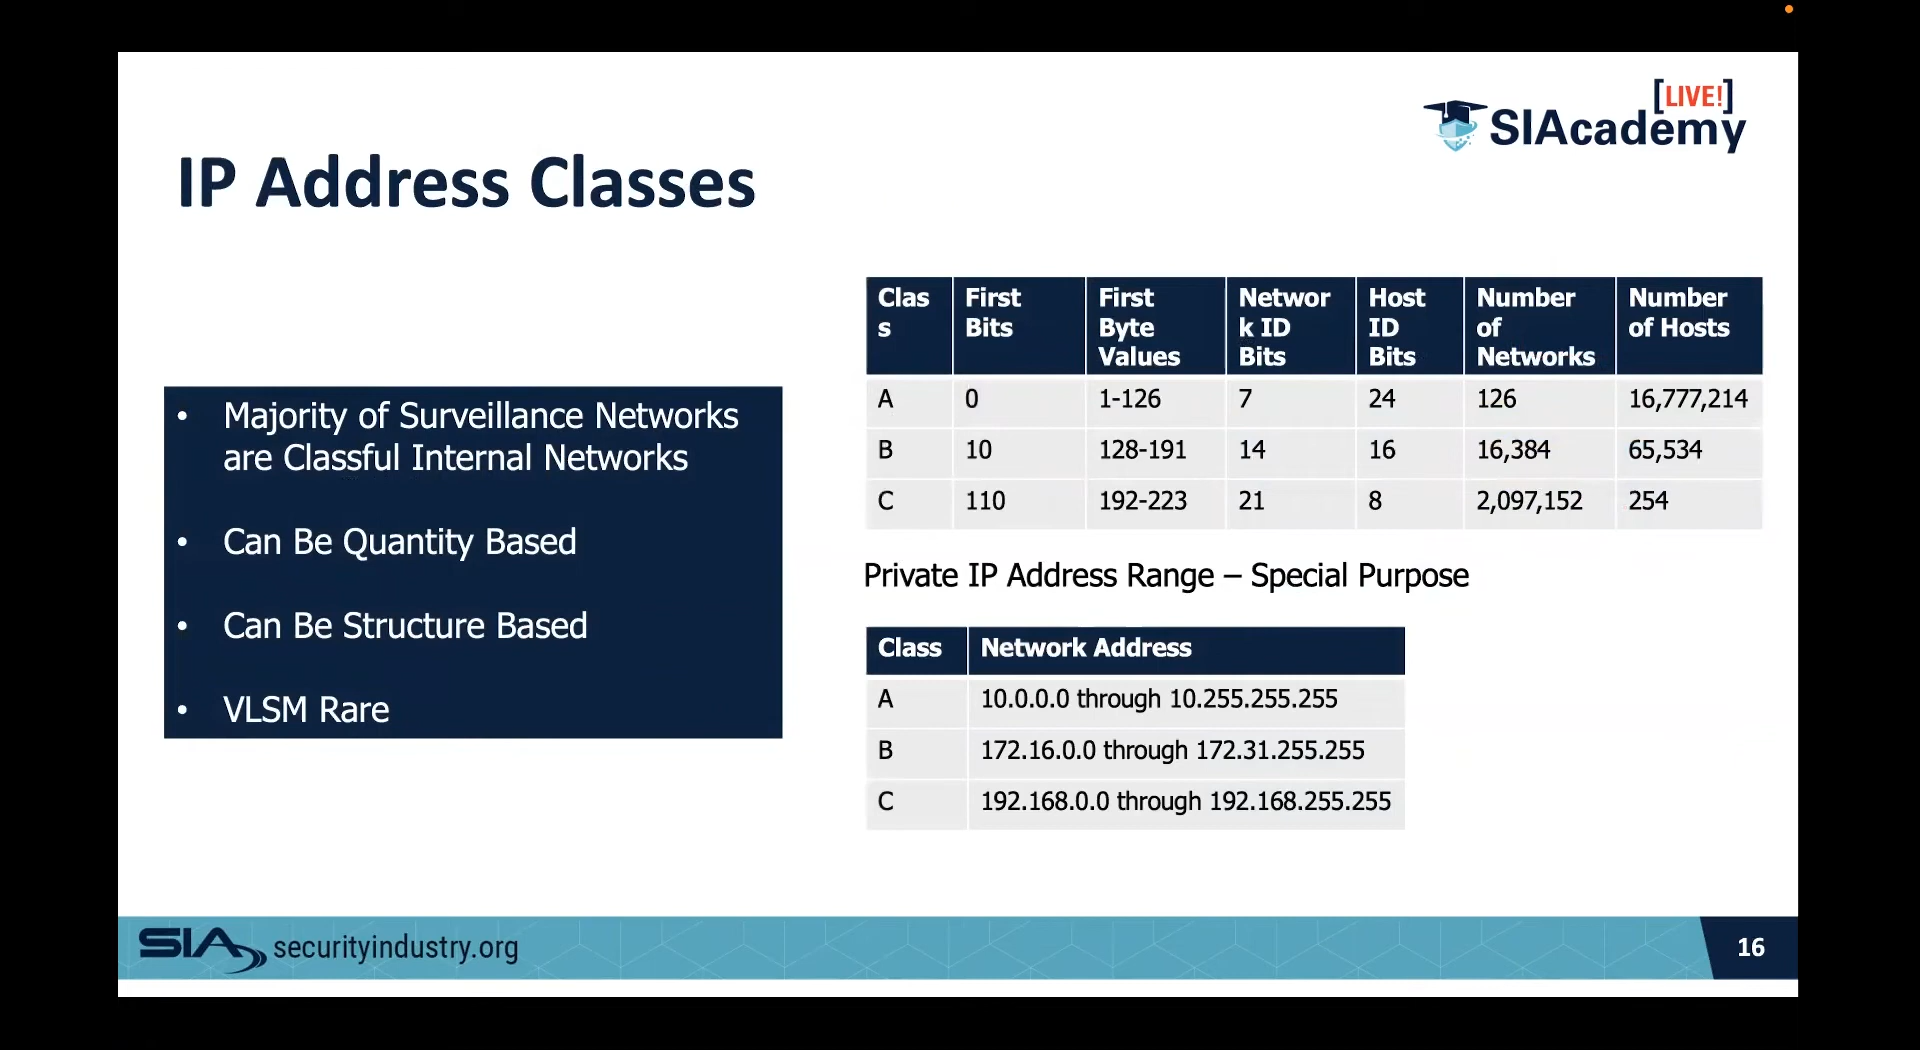 [LIVE!]
SIAcademy
IP Address Classes
• Majority of Surveillance Networks
are Classful Internal Networks
• Can Be Quantity Based
• Can Be Structure Based
• VLSM Rare
Clas
s
First
Bits
First
Byte
Values
Networ
k ID
Bits
Host
ID
Bits
Number
of
Networks
Number
of Hosts
A 0 1-126 7 24 126 16,777,214
B 10 128-191 14 16 16,384 65,534
C 110 192-223 21 8 2,097,152 254
Private IP Address Range – Special Purpose
Class Network Address
A 10.0.0.0 through 10.255.255.255
B 172.16.0.0 through 172.31.255.255
C 192.168.0.0 through 192.168.255.255
SIA securityindustry.org
16